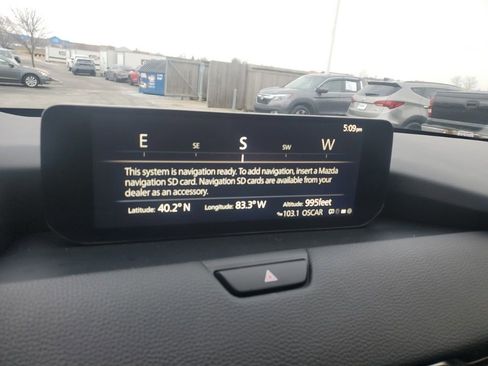 5:09pm
E SE S SW W
This system is navigation ready. To add navigation, insert a Mazda
navigation SD card. Navigation SD cards are available from your
dealer as an accessory.
Latitude: 40.2° N Longitude: 83.3° W Altitude: 995feet
103.1 OSCAR